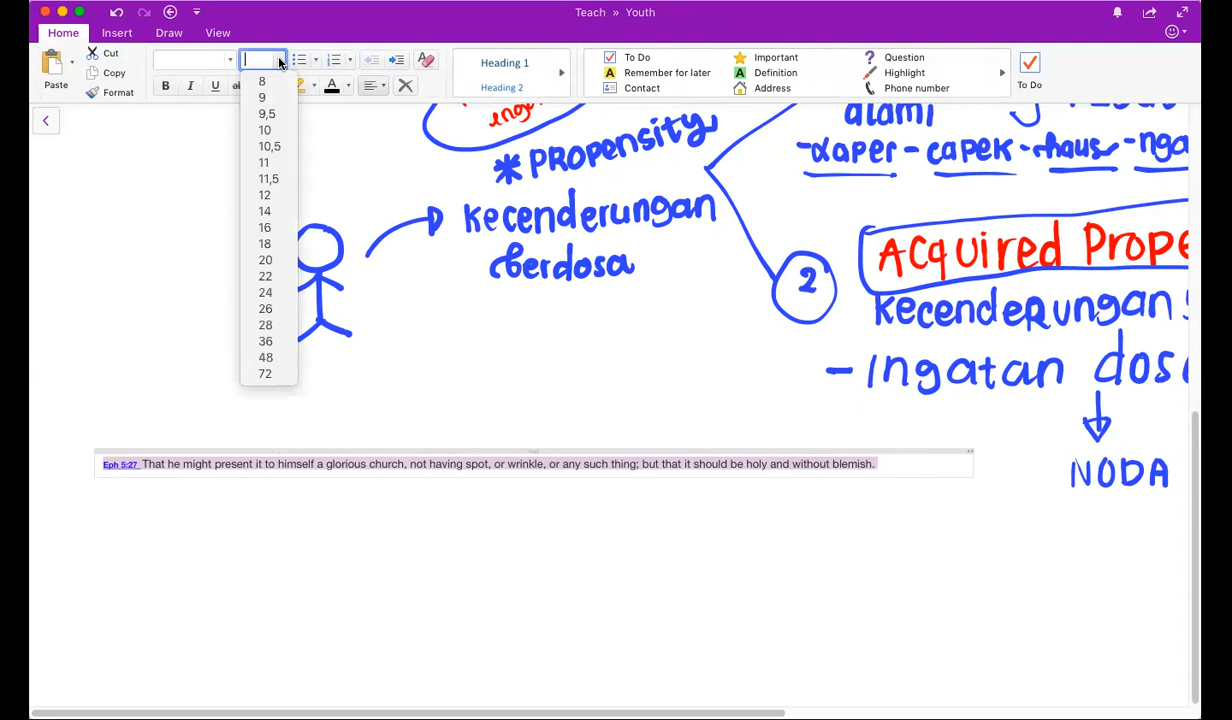 Teach » Youth
Home Insert Draw View
Paste
Cut
Copy
Format
B I U ab
A
8
9
9,5
10
10,5
11
11,5
12
14
16
18
20
22
24
26
28
36
48
72
Heading 1
Heading 2
To Do
Remember for later
Contact
Important
A Definition
Address
Question
A Highlight
Phone number
To Do
* PROPENSITY
Kecenderungan
berdosa
alami
- Laper - capek - haus - nga
2
Acquired Prope
Kecenderungan
- Ingatan dos
NODA
Eph 5:27 That he might present it to himself a glorious church, not having spot, or wrinkle, or any such thing; but that it should be holy and without blemish.